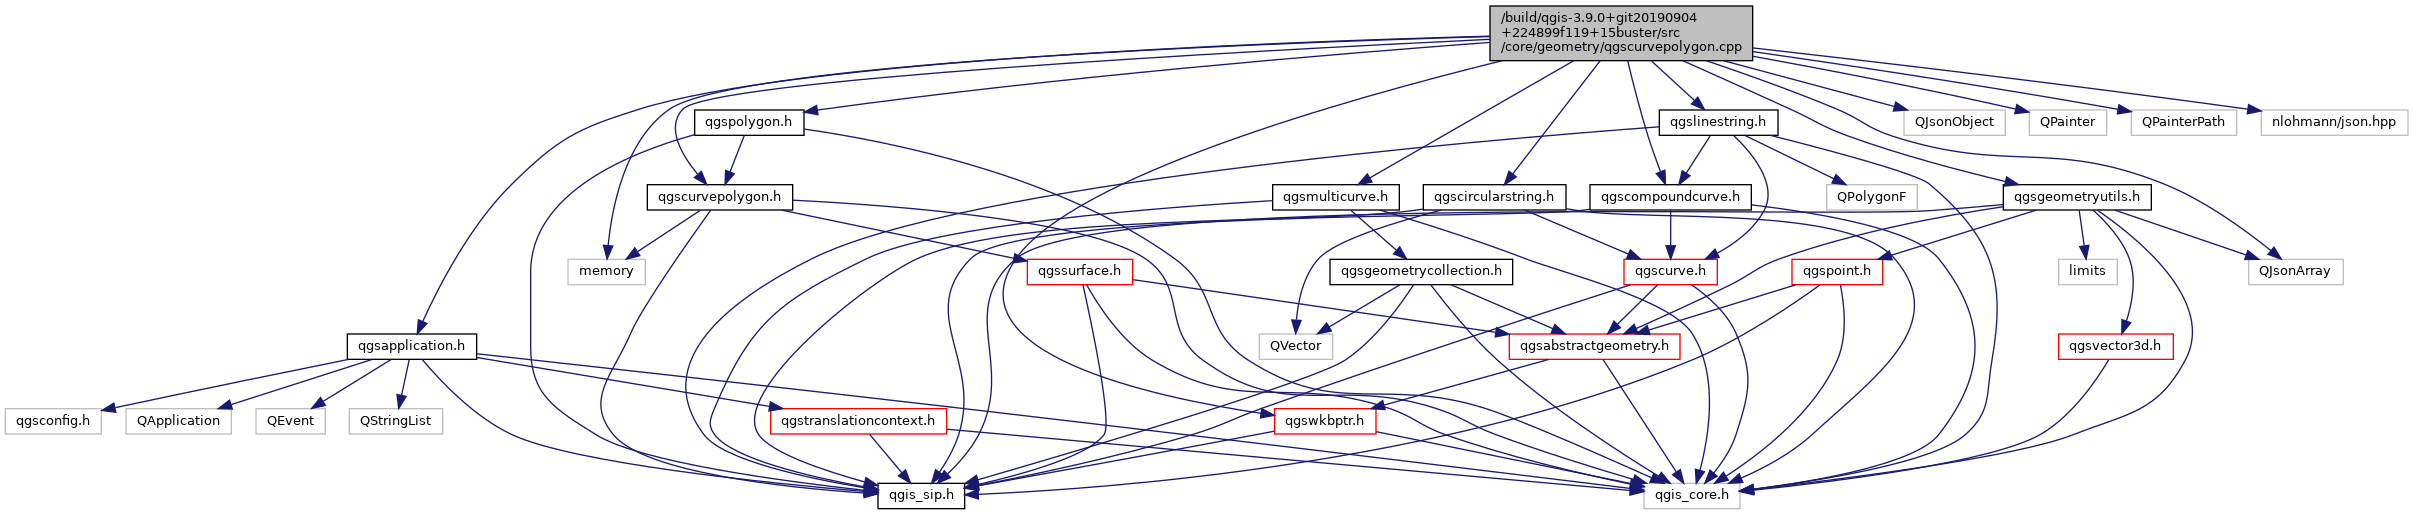 /build/qgis-3.9.0+git20190904
+224899f119+15buster/src
/core/geometry/qgscurvepolygon.cpp
qgspolygon.h
qgslinestring.h
QJsonObject
QPainter
QPainterPath
nlohmann/json.hpp
qgscurvepolygon.h
qgsmulticurve.h
qgscircularstring.h
qgscompoundcurve.h
QPolygonF
qgsgeometryutils.h
memory
qgssurface.h
qgsgeometrycollection.h
qgscurve.h
qgspoint.h
limits
QJsonArray
qgsapplication.h
QVector
qgsabstractgeometry.h
qgsvector3d.h
qgsconfig.h
QApplication
QEvent
QStringList
qgstranslationcontext.h
qgswkbptr.h
qgis_sip.h
qgis_core.h